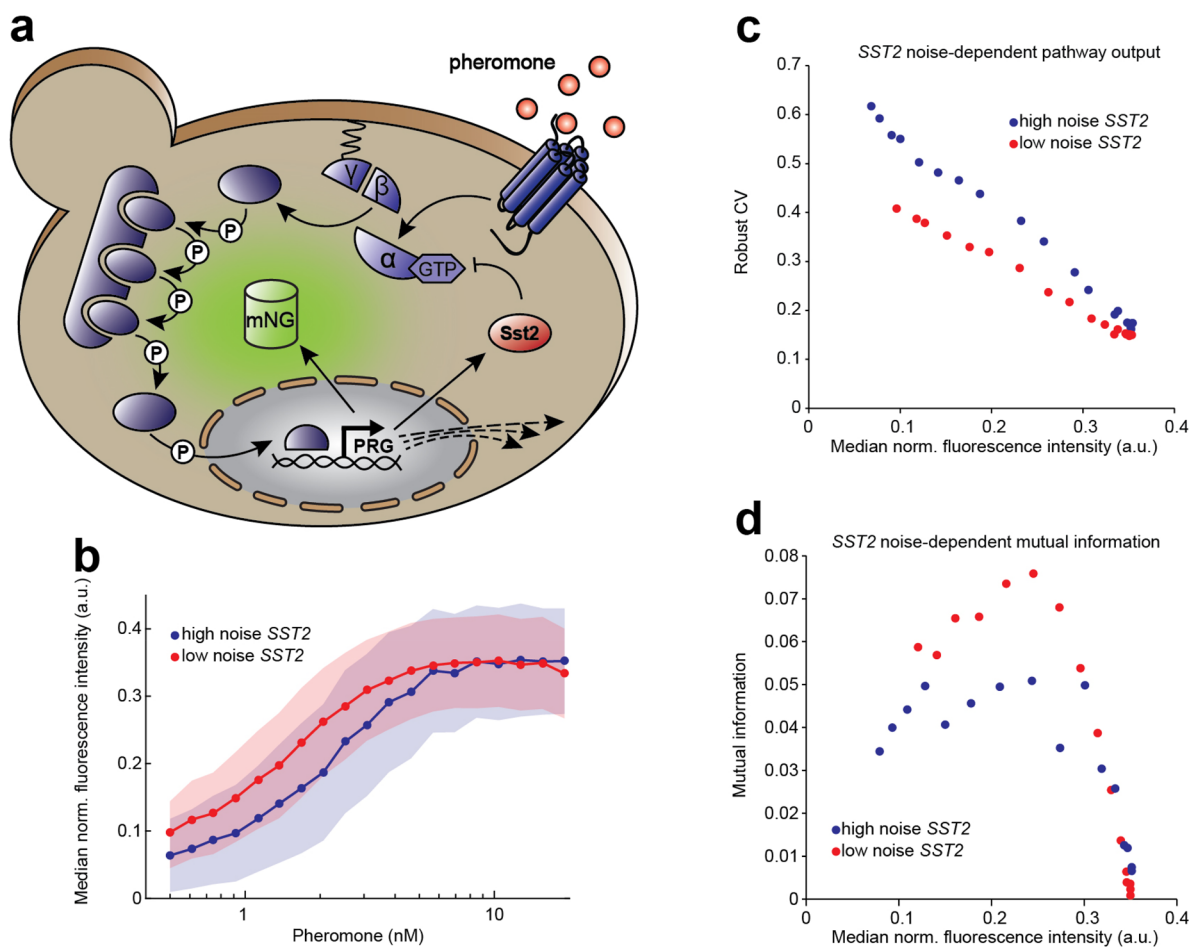 a
pheromone
γ
β
α
GTP
P
P
P
P
P
mNG
Sst2
PRG
b
Median norm. fluorescence intensity (a.u.)
high noise SST2
low noise SST2
0.4
0.3
0.2
0.1
0
1
10
Pheromone (nM)
c
SST2 noise-dependent pathway output
Robust CV
high noise SST2
low noise SST2
0.7
0.6
0.5
0.4
0.3
0.2
0.1
0
0
0.1
0.2
0.3
0.4
Median norm. fluorescence intensity (a.u.)
d
SST2 noise-dependent mutual information
Mutual information
0.08
0.07
0.06
0.05
0.04
0.03
0.02
0.01
0
high noise SST2
low noise SST2
0
0.1
0.2
0.3
0.4
Median norm. fluorescence intensity (a.u.)